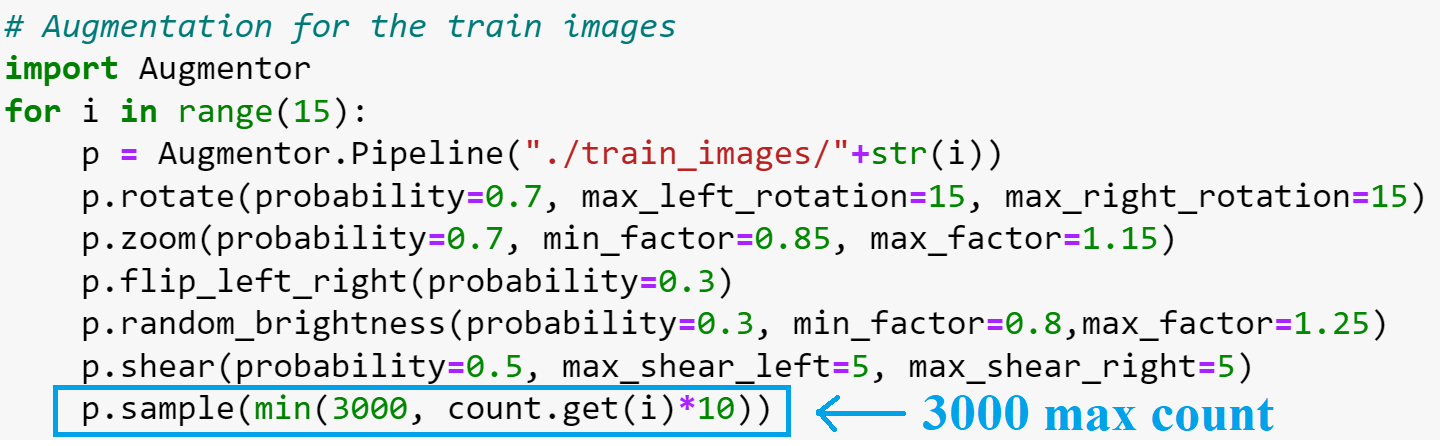 # Augmentation for the train images
import Augmentor
for i in range(15):
    p = Augmentor.Pipeline("./train_images/"+str(i))
    p.rotate(probability=0.7, max_left_rotation=15, max_right_rotation=15)
    p.zoom(probability=0.7, min_factor=0.85, max_factor=1.15)
    p.flip_left_right(probability=0.3)
    p.random_brightness(probability=0.3, min_factor=0.8,max_factor=1.25)
    p.shear(probability=0.5, max_shear_left=5, max_shear_right=5)
    p.sample(min(3000, count.get(i)*10)) 3000 max count